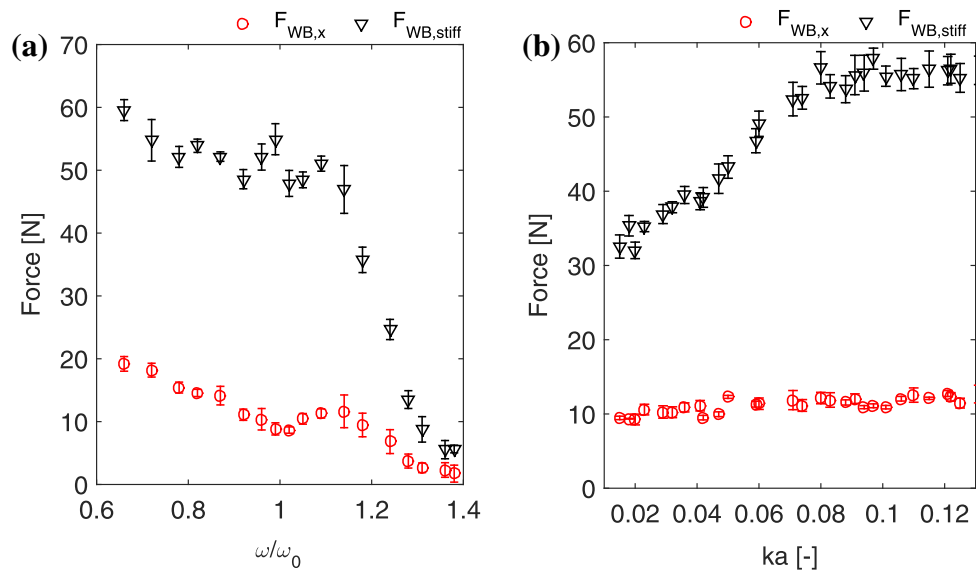 (a)
F_WB,x F_WB,stiff
70
60
50
40
30
20
10
0
Force [N]
0.6 0.8 1 1.2 1.4
ω/ω_0
(b)
F_WB,x F_WB,stiff
60
50
40
30
20
10
0
Force [N]
0.02 0.04 0.06 0.08 0.1 0.12
ka [-]